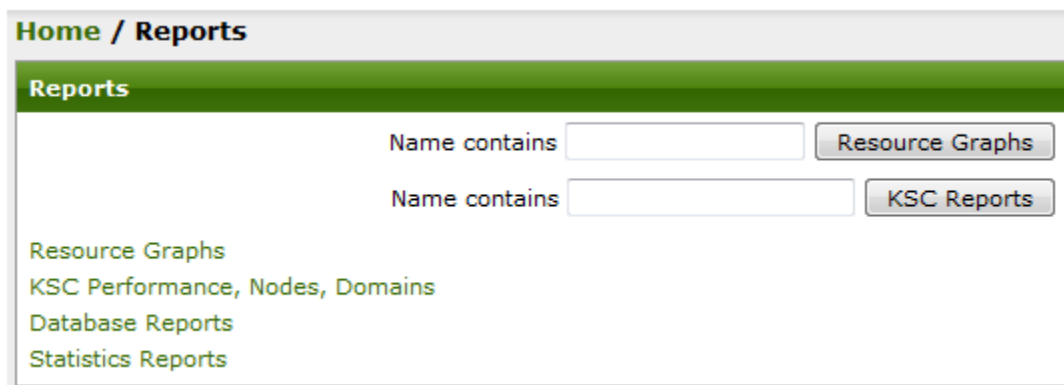 Home / Reports
Reports
Name contains Resource Graphs
Name contains KSC Reports
Resource Graphs
KSC Performance, Nodes, Domains
Database Reports
Statistics Reports